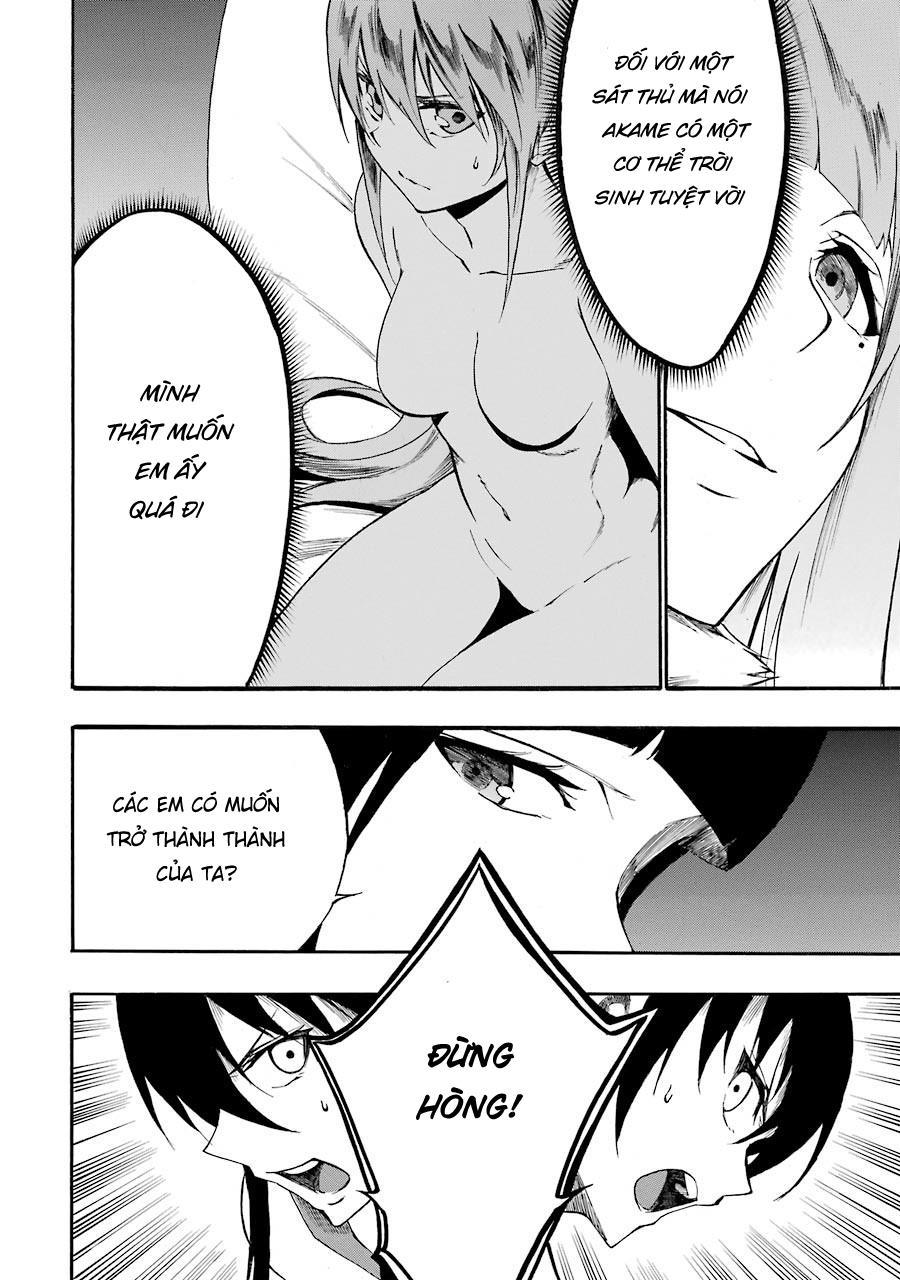 ĐỐI VỚI MỘT
SÁT THỦ MÀ NÓI
AKAME CÓ MỘT
CƠ THỂ TRỜI
SINH TUYỆT VỜI
MÌNH
THẬT MUỐN
EM ẤY
QUÁ ĐI
CÁC EM CÓ MUỐN
TRỞ THÀNH THÀNH
CỦA TA?
ĐỪNG
HÒNG!